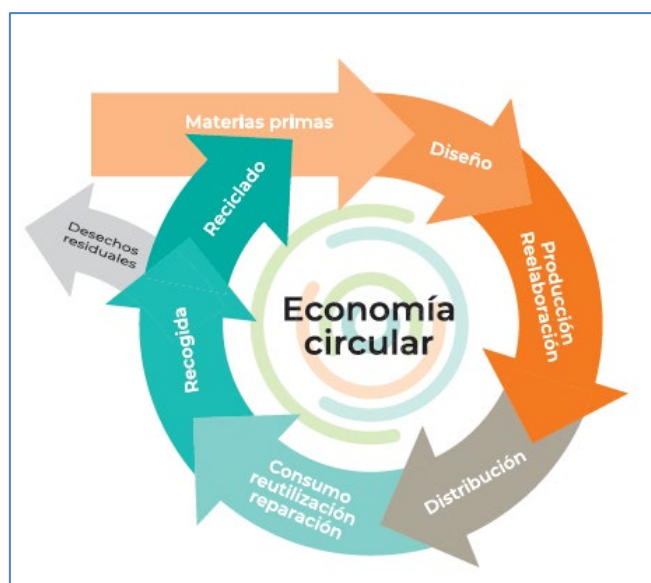 Materias primas
Diseño
Producción
Reelaboración
Distribución
Consumo
reutilización
reparación
Recogida
Reciclado
Desechos
residuales
Economía
circular